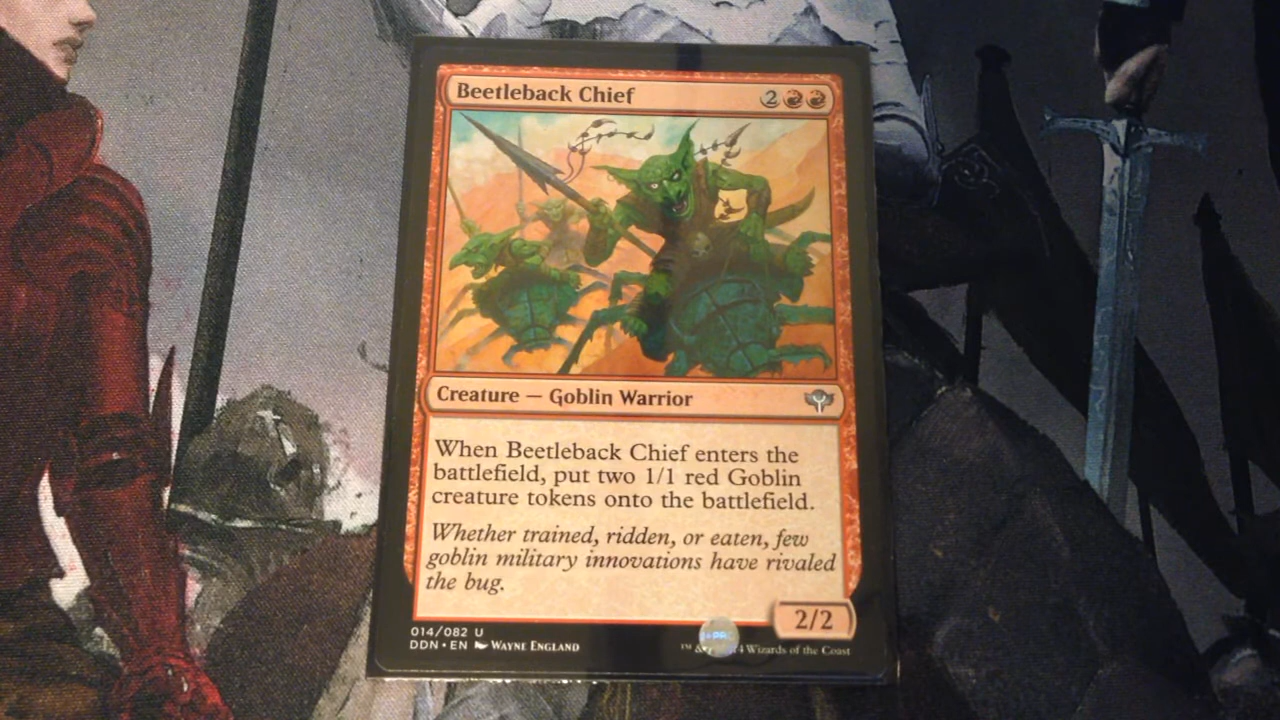 Beetleback Chief 2
Creature — Goblin Warrior
When Beetleback Chief enters the
battlefield, put two 1/1 red Goblin
creature tokens onto the battlefield.
Whether trained, ridden, or eaten, few
goblin military innovations have rivaled
the bug.
2/2
014/082 U
DDN • EN Wayne England
™ & Wizards of the Coast